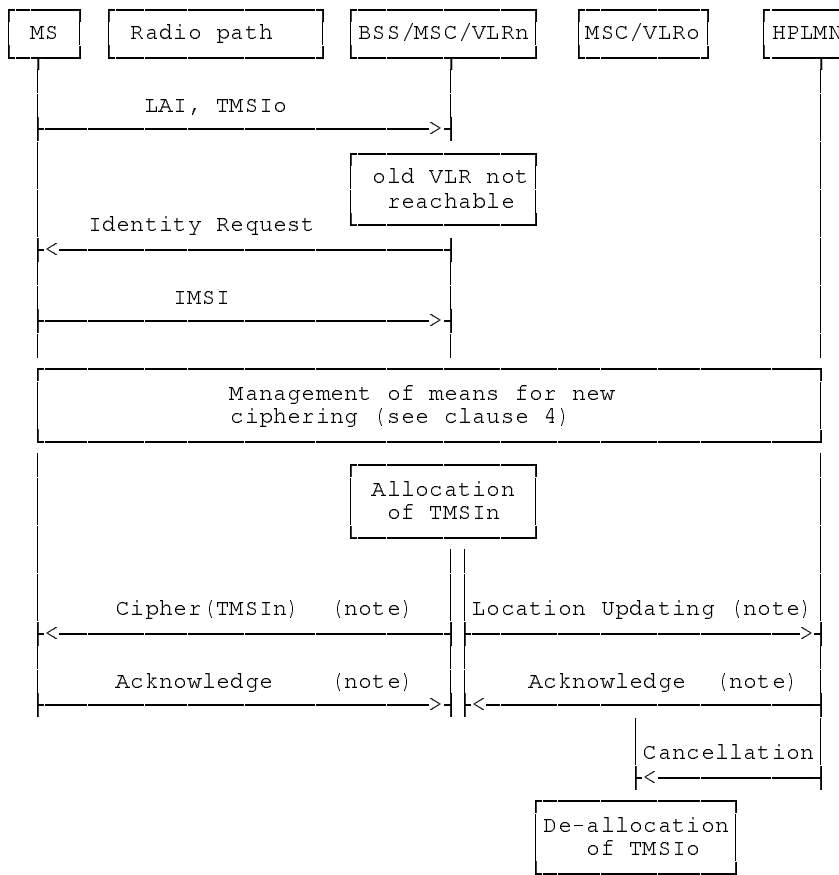 MS Radio path BSS/MSC/VLRn MSC/VLRo HPLMN
LAI, TMSIo
old VLR not
reachable
Identity Request
IMSI
Management of means for new
ciphering (see clause 4)
Allocation
of TMSIn
Cipher(TMSIn) (note) Location Updating (note)
Acknowledge (note) Acknowledge (note)
Cancellation
De-allocation
of TMSIo